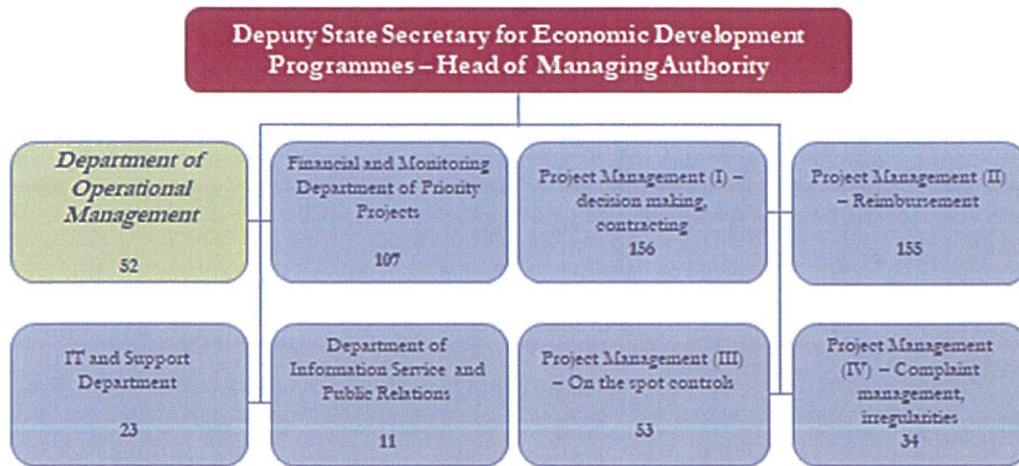 Deputy State Secretary for Economic Development
Programmes – Head of Managing Authority
Department of
Operational
Management
52
Financial and Monitoring
Department of Priority
Projects
107
Project Management (I) –
decision making,
contracting
156
Project Management (II)
– Reimbursement
155
IT and Support
Department
23
Department of
Information Service and
Public Relations
11
Project Management (III)
– On the spot controls
53
Project Management
(IV) – Complaint
management,
irregularities
34